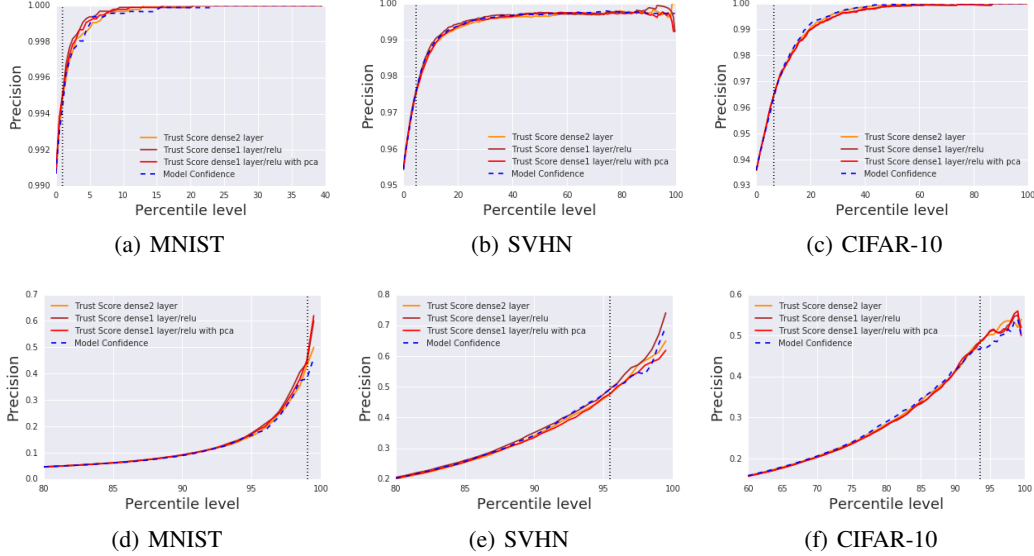 1.000
0.998
0.996
0.994
0.992
0.990
Precision
0 5 10 15 20 25 30 35 40
Percentile level
Trust Score dense2 layer
Trust Score dense1 layer/relu
Trust Score dense1 layer/relu with pca
Model Confidence
(a) MNIST
1.00
0.99
0.98
0.97
0.96
0.95
Precision
0 20 40 60 80 100
Percentile level
Trust Score dense2 layer
Trust Score dense1 layer/relu
Trust Score dense1 layer/relu with pca
Model Confidence
(b) SVHN
1.00
0.99
0.98
0.97
0.96
0.95
0.94
0.93
Precision
0 20 40 60 80 100
Percentile level
Trust Score dense2 layer
Trust Score dense1 layer/relu
Trust Score dense1 layer/relu with pca
Model Confidence
(c) CIFAR-10
0.7
0.6
0.5
0.4
0.3
0.2
0.1
0.0
Precision
80 85 90 95 100
Percentile level
Trust Score dense2 layer
Trust Score dense1 layer/relu
Trust Score dense1 layer/relu with pca
Model Confidence
(d) MNIST
0.8
0.7
0.6
0.5
0.4
0.3
0.2
Precision
80 85 90 95 100
Percentile level
Trust Score dense2 layer
Trust Score dense1 layer/relu
Trust Score dense1 layer/relu with pca
Model Confidence
(e) SVHN
0.6
0.5
0.4
0.3
0.2
Precision
60 65 70 75 80 85 90 95 100
Percentile level
Trust Score dense2 layer
Trust Score dense1 layer/relu
Trust Score dense1 layer/relu with pca
Model Confidence
(f) CIFAR-10